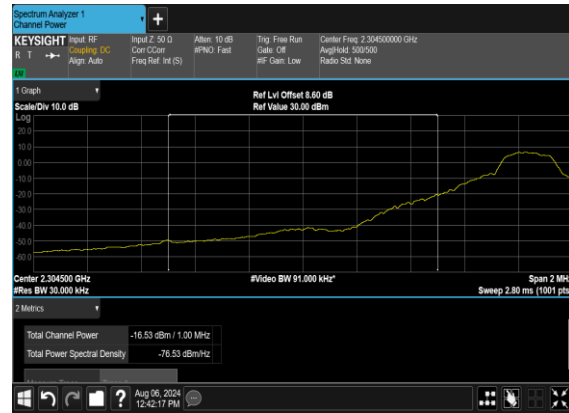 Spectrum Analyzer 1
Channel Power
+
KEYSIGHT
R T
LW
Input: RF
Coupling: DC
Align: Auto
Input Z: 50 Ω
Corr CCorr
Freq Ref: Int (S)
Atten: 10 dB
#PNO: Fast
Trig: Free Run
Gate: Off
#IF Gain: Low
Center Freq: 2.304500000 GHz
Avg|Hold: 500/500
Radio Std: None
1 Graph
Scale/Div 10.0 dB
Ref Lvl Offset 8.60 dB
Ref Value 30.00 dBm
Log
20.0
10.0
0.00
-10.0
-20.0
-30.0
-40.0
-50.0
-60.0
Center 2.304500 GHz
#Res BW 30.000 kHz
#Video BW 91.000 kHz*
Span 2 MHz
Sweep 2.80 ms (1001 pts
2 Metrics
Total Channel Power -16.53 dBm / 1.00 MHz
Total Power Spectral Density -76.53 dBm/Hz
?
Aug 06, 2024
12:42:17 PM